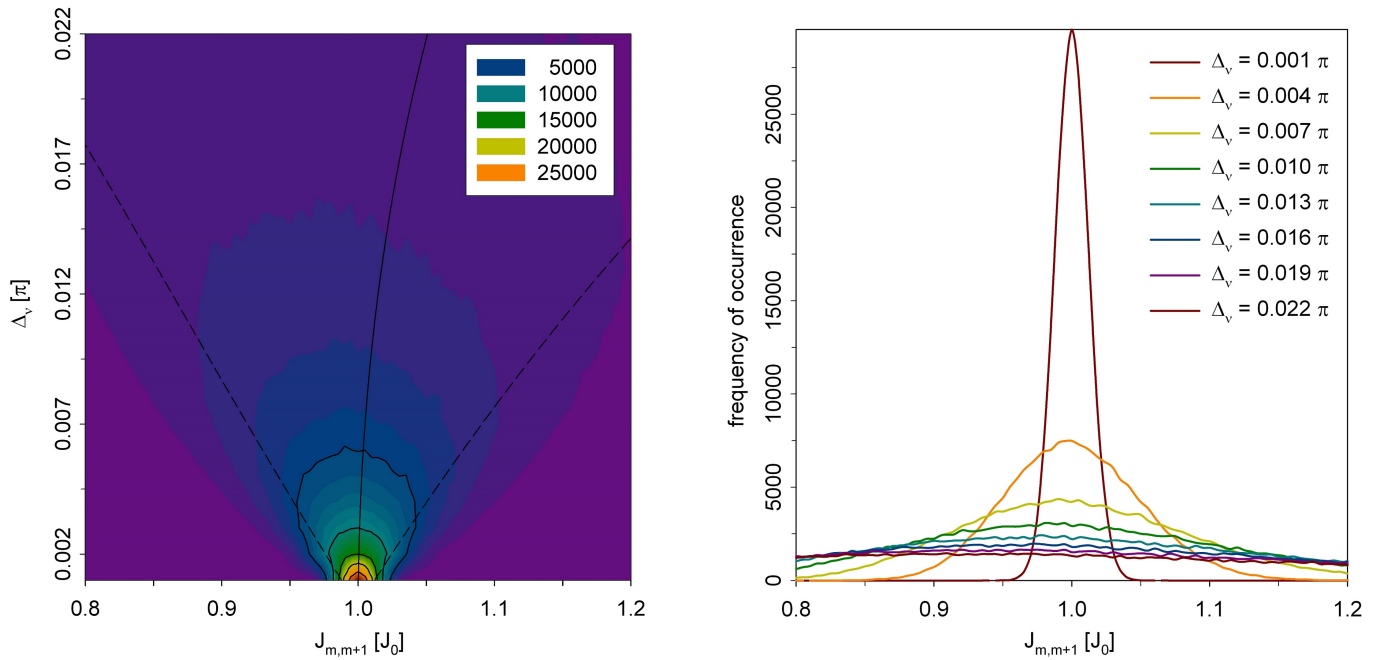 0.022
0.017
0.012
0.007
0.002
Δν [π]
5000
10000
15000
20000
25000
0.8
0.9
1.0
1.1
1.2
Jm,m+1 [J0]
frequency of occurrence
25000
20000
15000
10000
5000
0
Δν = 0.001 π
Δν = 0.004 π
Δν = 0.007 π
Δν = 0.010 π
Δν = 0.013 π
Δν = 0.016 π
Δν = 0.019 π
Δν = 0.022 π
0.8
0.9
1.0
1.1
1.2
Jm,m+1 [J0]